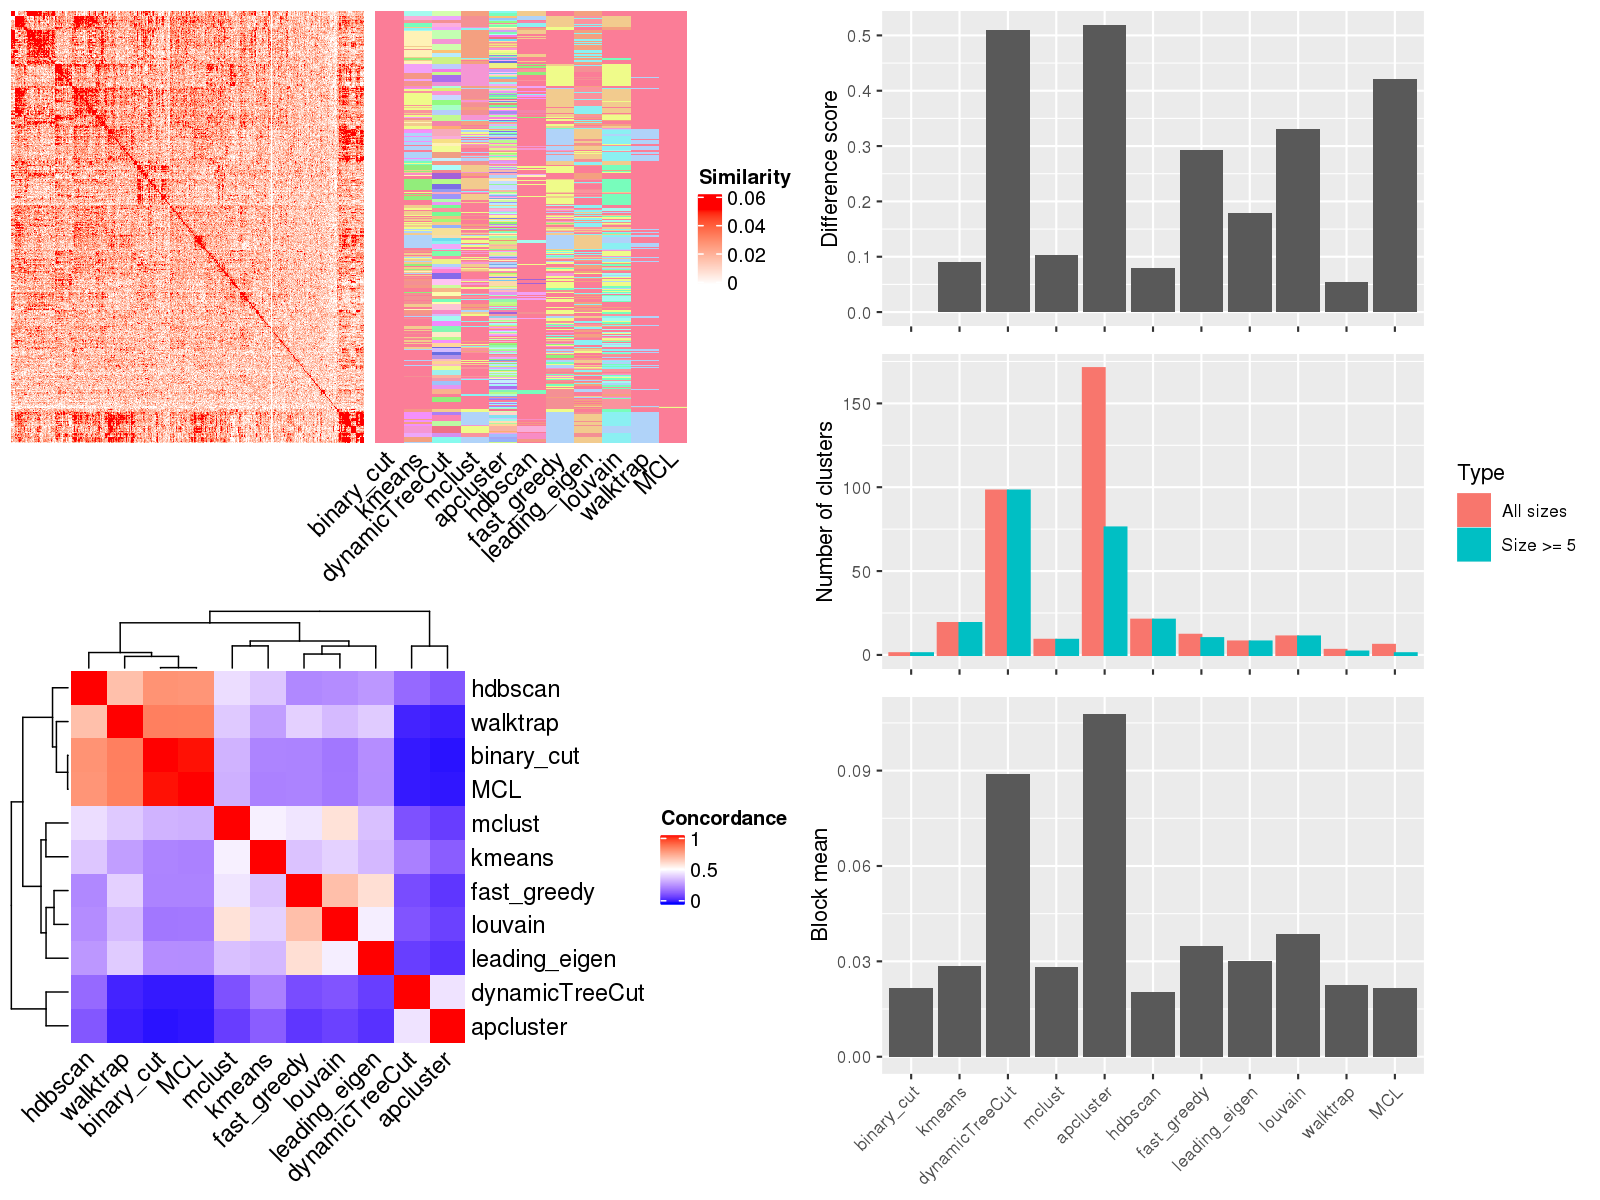 Similarity
0.06
0.04
0.02
0
binary_cut
kmeans
dynamicTreeCut
mclust
apcluster
hdbscan
fast_greedy
leading_eigen
louvain
walktrap
MCL
hdbscan
walktrap
binary_cut
MCL
mclust
kmeans
fast_greedy
louvain
leading_eigen
dynamicTreeCut
apcluster
hdbscan
walktrap
binary_cut
MCL
mclust
kmeans
fast_greedy
louvain
leading_eigen
dynamicTreeCut
apcluster
Concordance
1
0.5
0
Difference score
0.5
0.4
0.3
0.2
0.1
0.0
Number of clusters
150
100
50
0
Type
All sizes
Size >= 5
Block mean
0.09
0.06
0.03
0.00
binary_cut
kmeans
dynamicTreeCut
mclust
apcluster
hdbscan
fast_greedy
leading_eigen
louvain
walktrap
MCL